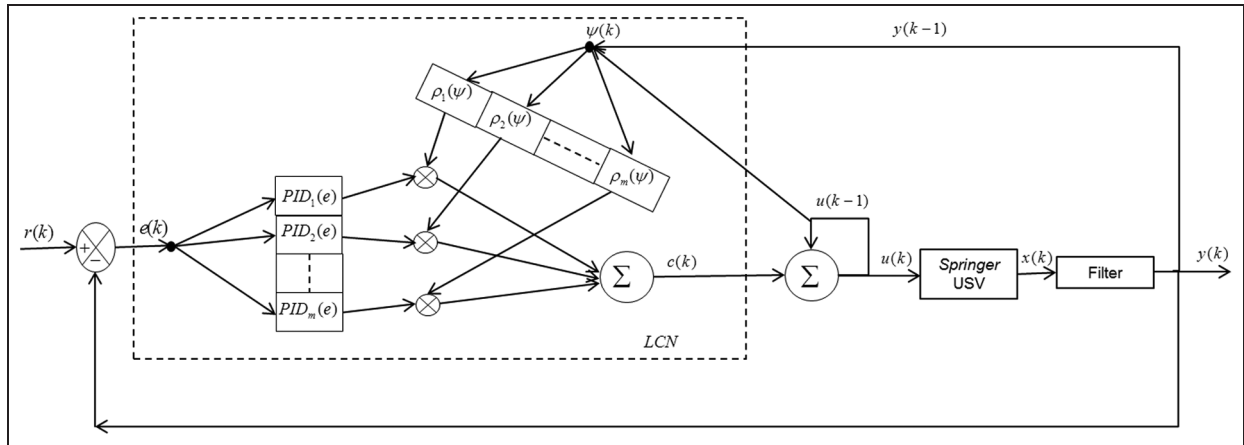 ψ(k)
y(k−1)
ρ₁(ψ)
ρ₂(ψ)
ρₘ(ψ)
r(k)
+
−
e(k)
PID₁(e)
PID₂(e)
PIDₘ(e)
Σ
c(k)
LCN
u(k−1)
Σ
u(k)
Springer
USV
x(k)
Filter
y(k)